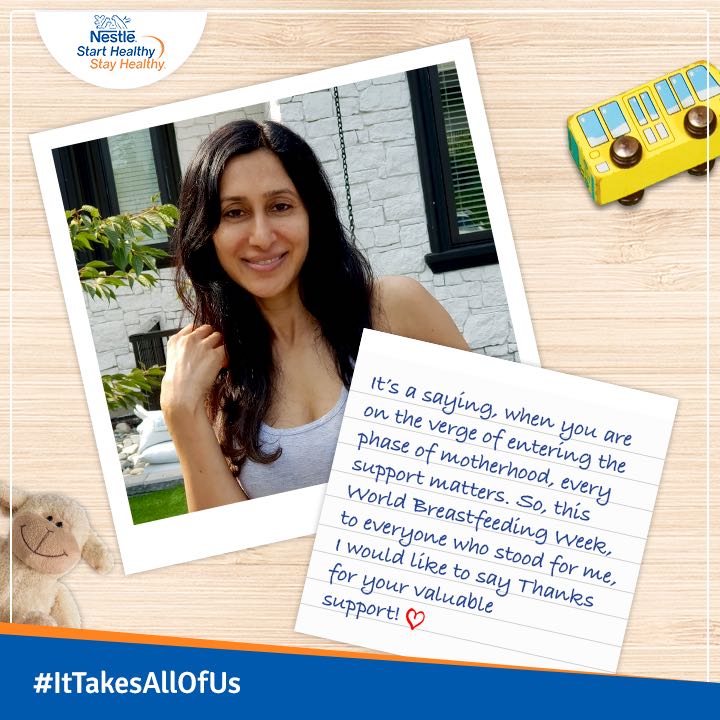 Nestlē
Start Healthy
Stay Healthy.
It's a saying, when you are
on the verge of entering the
phase of motherhood, every
support matters. So, this
World Breastfeeding Week,
to everyone who stood for me,
I would like to say Thanks
for your valuable
support!
#ItTakesAllOfUs